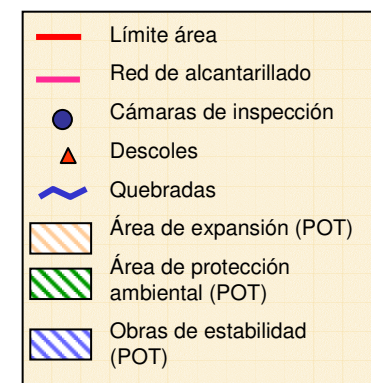 Límite área
Red de alcantarillado
Cámaras de inspección
Descoles
Quebradas
Área de expansión (POT)
Área de protección
ambiental (POT)
Obras de estabilidad
(POT)